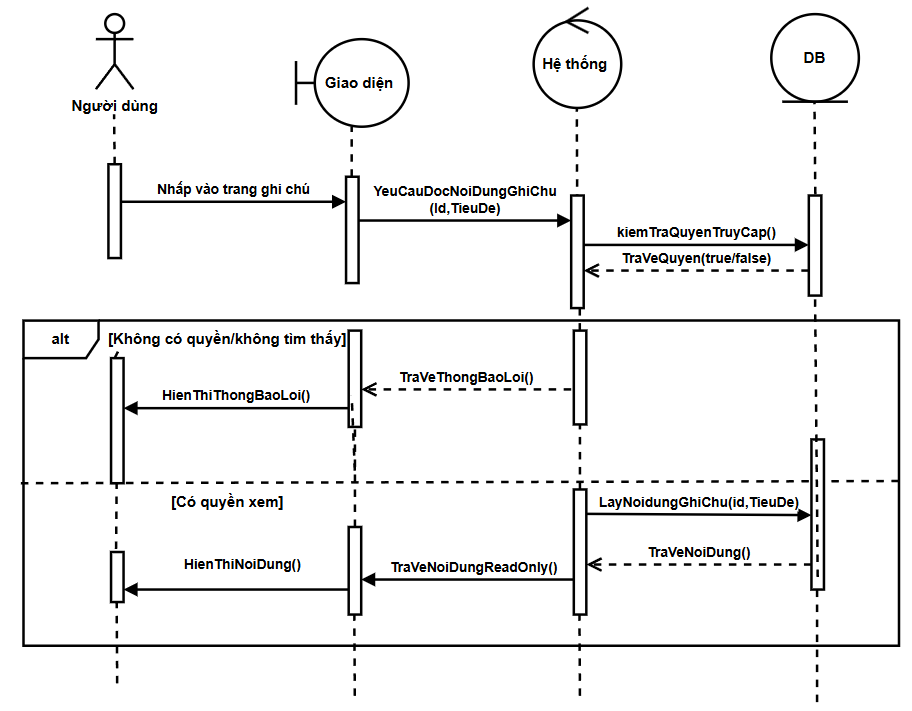 Người dùng
Giao diện
Hệ thống
DB
Nhấp vào trang ghi chú
YeuCauDocNoiDungGhiChu
(Id,TieuDe)
kiemTraQuyenTruyCap()
TraVeQuyen(true/false)
alt
[Không có quyền/không tìm thấy]
TraVeThongBaoLoi()
HienThiThongBaoLoi()
[Có quyền xem]
LayNoidungGhiChu(id,TieuDe)
TraVeNoiDung()
TraVeNoiDungReadOnly()
HienThiNoiDung()